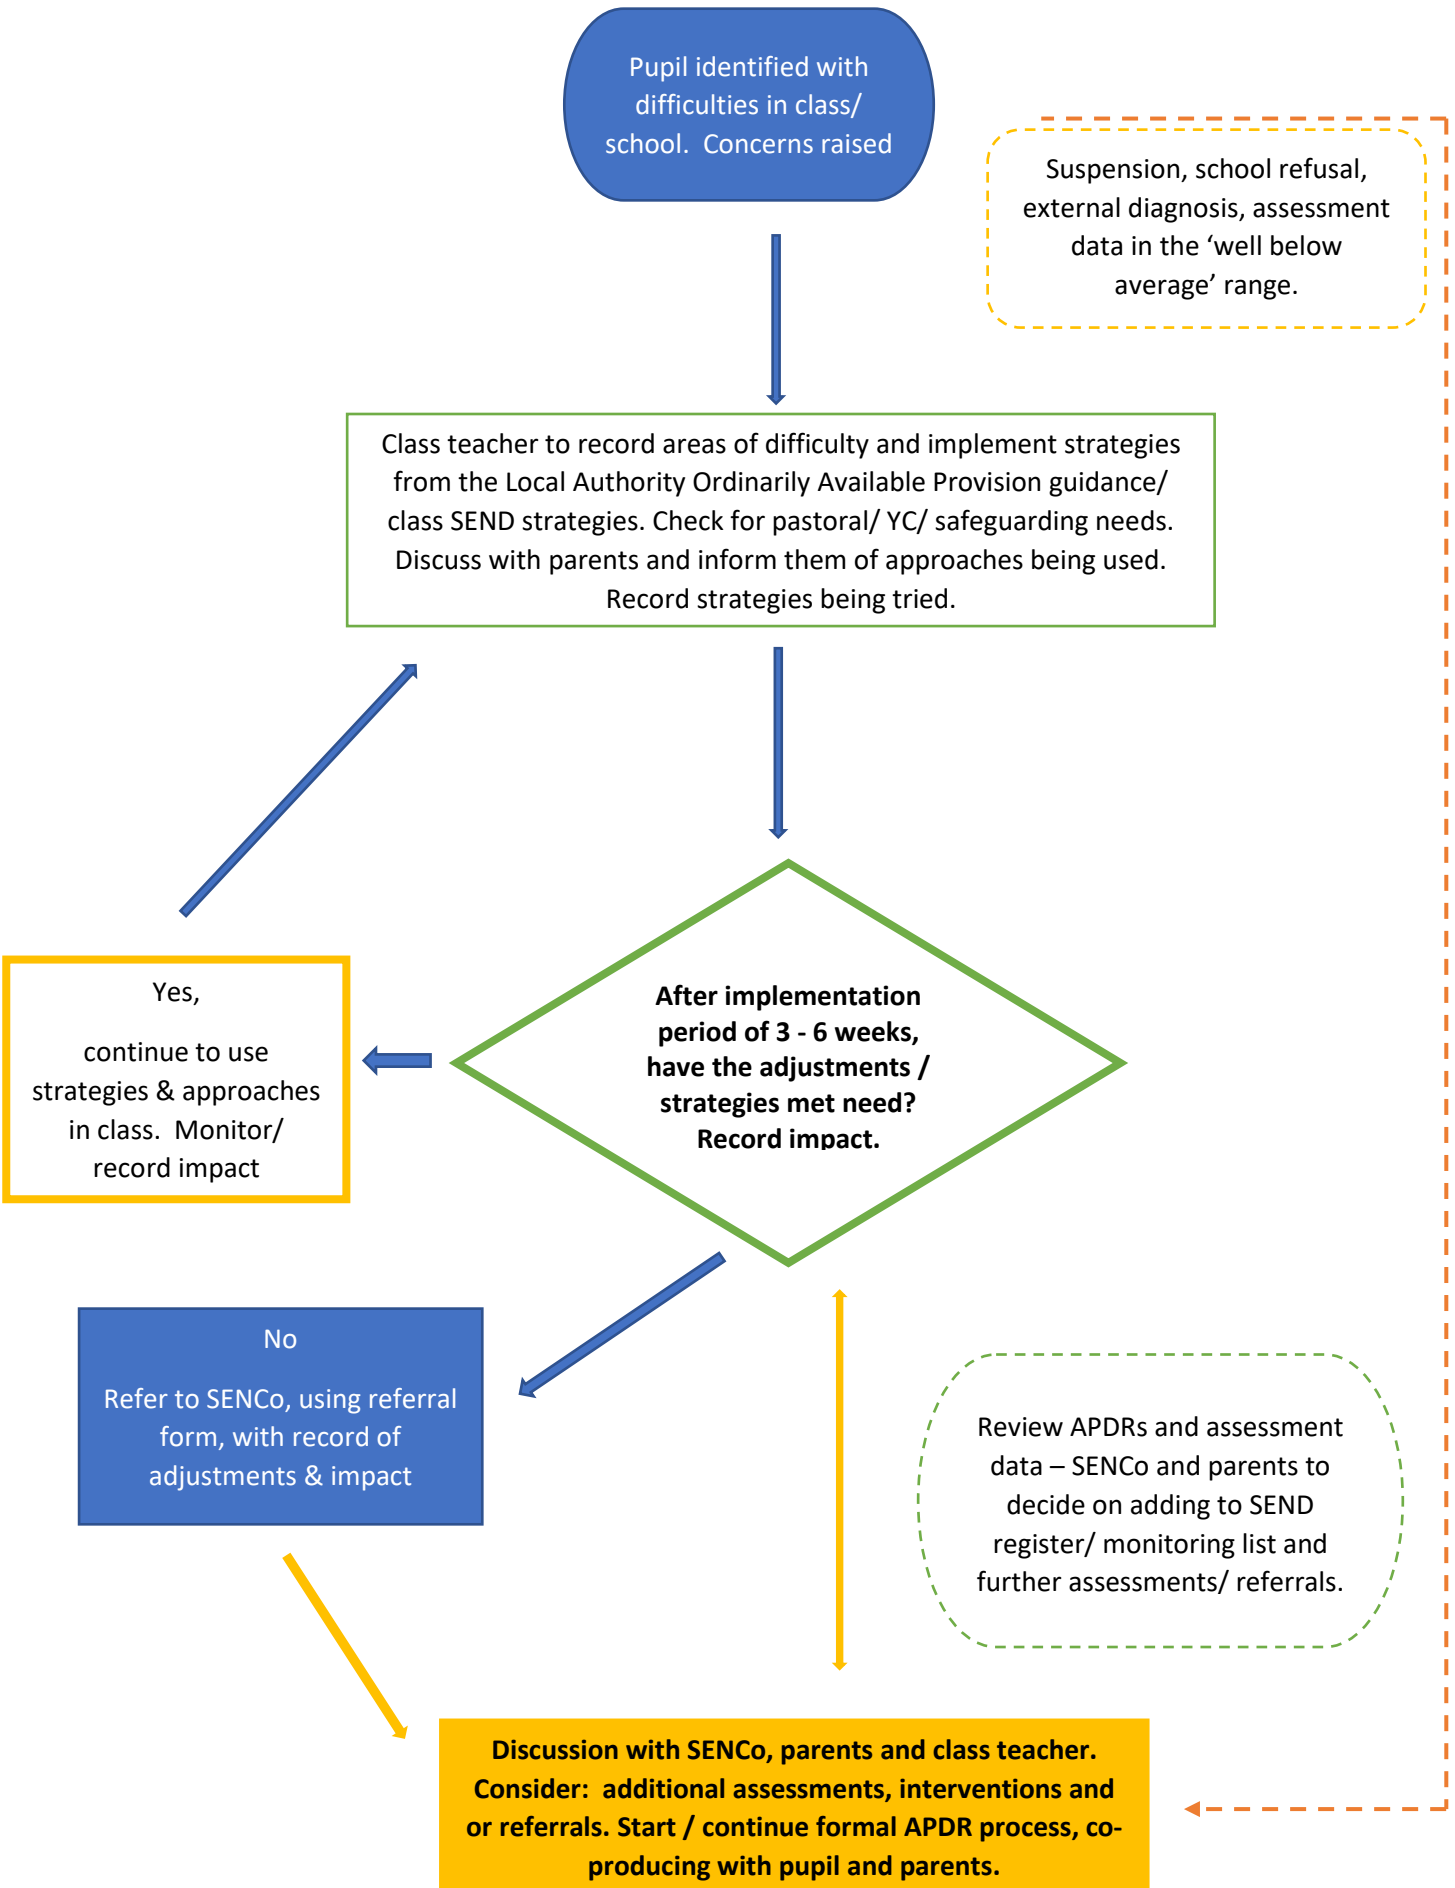 Pupil identified with
difficulties in class/
school.  Concerns raised
Suspension, school refusal,
external diagnosis, assessment
data in the ‘well below
average’ range.
Class teacher to record areas of difficulty and implement strategies
from the Local Authority Ordinarily Available Provision guidance/
class SEND strategies. Check for pastoral/ YC/ safeguarding needs.
Discuss with parents and inform them of approaches being used.
Record strategies being tried.
After implementation
period of 3 - 6 weeks,
have the adjustments /
strategies met need?
Record impact.
Yes,
continue to use
strategies & approaches
in class.  Monitor/
record impact
No
Refer to SENCo, using referral
form, with record of
adjustments & impact
Review APDRs and assessment
data – SENCo and parents to
decide on adding to SEND
register/ monitoring list and
further assessments/ referrals.
Discussion with SENCo, parents and class teacher.
Consider:  additional assessments, interventions and
or referrals. Start / continue formal APDR process, co-
producing with pupil and parents.